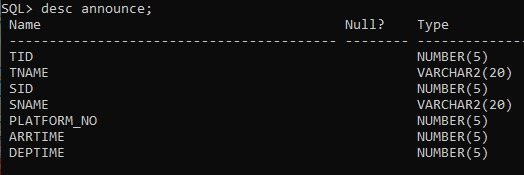 SQL> desc announce;
Name Null? Type
----------------------------------------- -------- ----------------------------
TID NUMBER(5)
TNAME VARCHAR2(20)
SID NUMBER(5)
SNAME VARCHAR2(20)
PLATFORM_NO NUMBER(5)
ARRTIME NUMBER(5)
DEPTIME NUMBER(5)